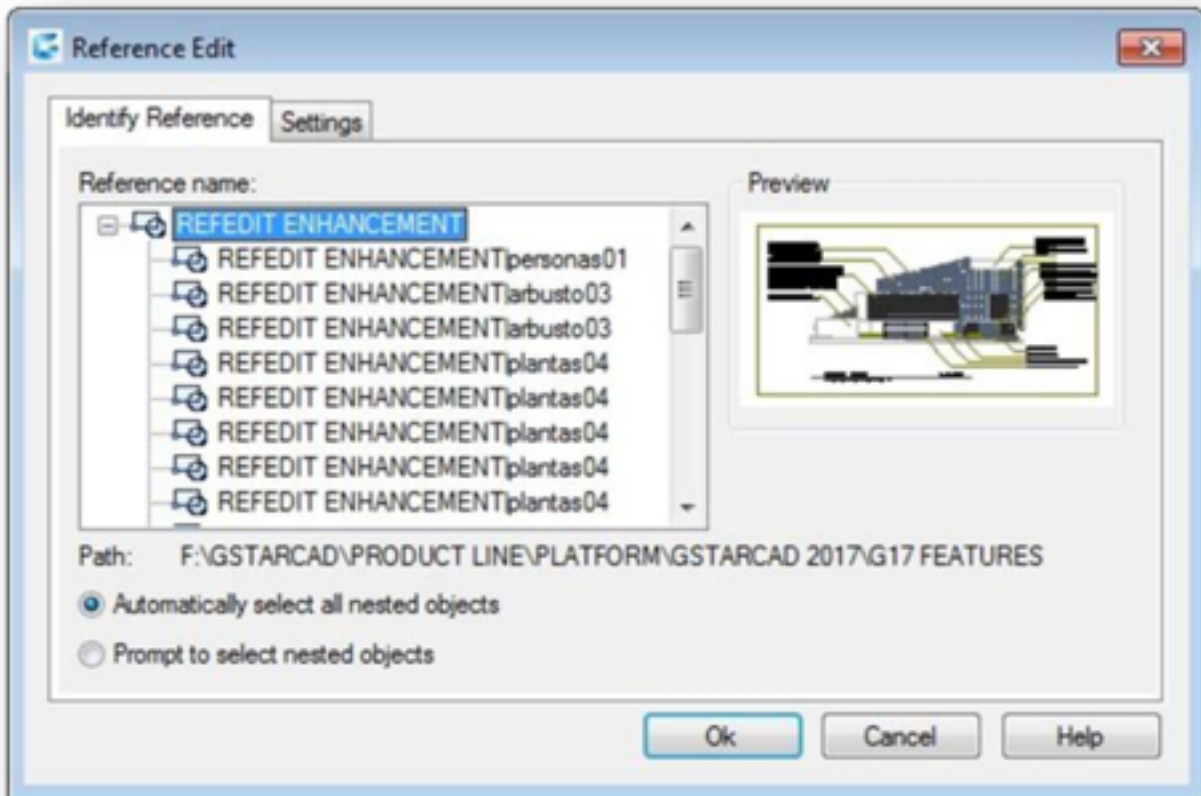 Reference Edit
Identify Reference
Settings
Reference name:
Preview
REFEDIT ENHANCEMENT
REFEDIT ENHANCEMENT|personas01
REFEDIT ENHANCEMENT|arbusto03
REFEDIT ENHANCEMENT|arbusto03
REFEDIT ENHANCEMENT|plantas04
REFEDIT ENHANCEMENT|plantas04
REFEDIT ENHANCEMENT|plantas04
REFEDIT ENHANCEMENT|plantas04
REFEDIT ENHANCEMENT|plantas04
Path: F:\GSTARCAD\PRODUCT LINE\PLATFORM\GSTARCAD 2017\G17 FEATURES
Automatically select all nested objects
Prompt to select nested objects
Ok
Cancel
Help